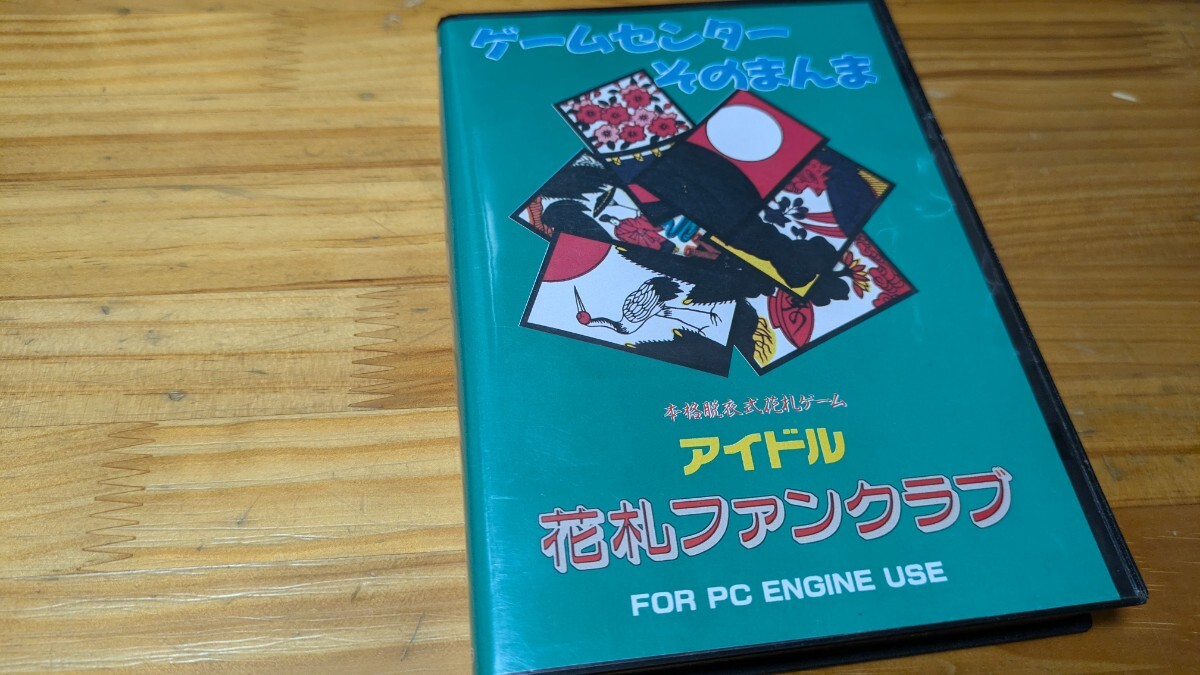 ゲームセンター
そのまんま
本格脱衣式花札ゲーム
アイドル
花札ファンクラブ
FOR PC ENGINE USE